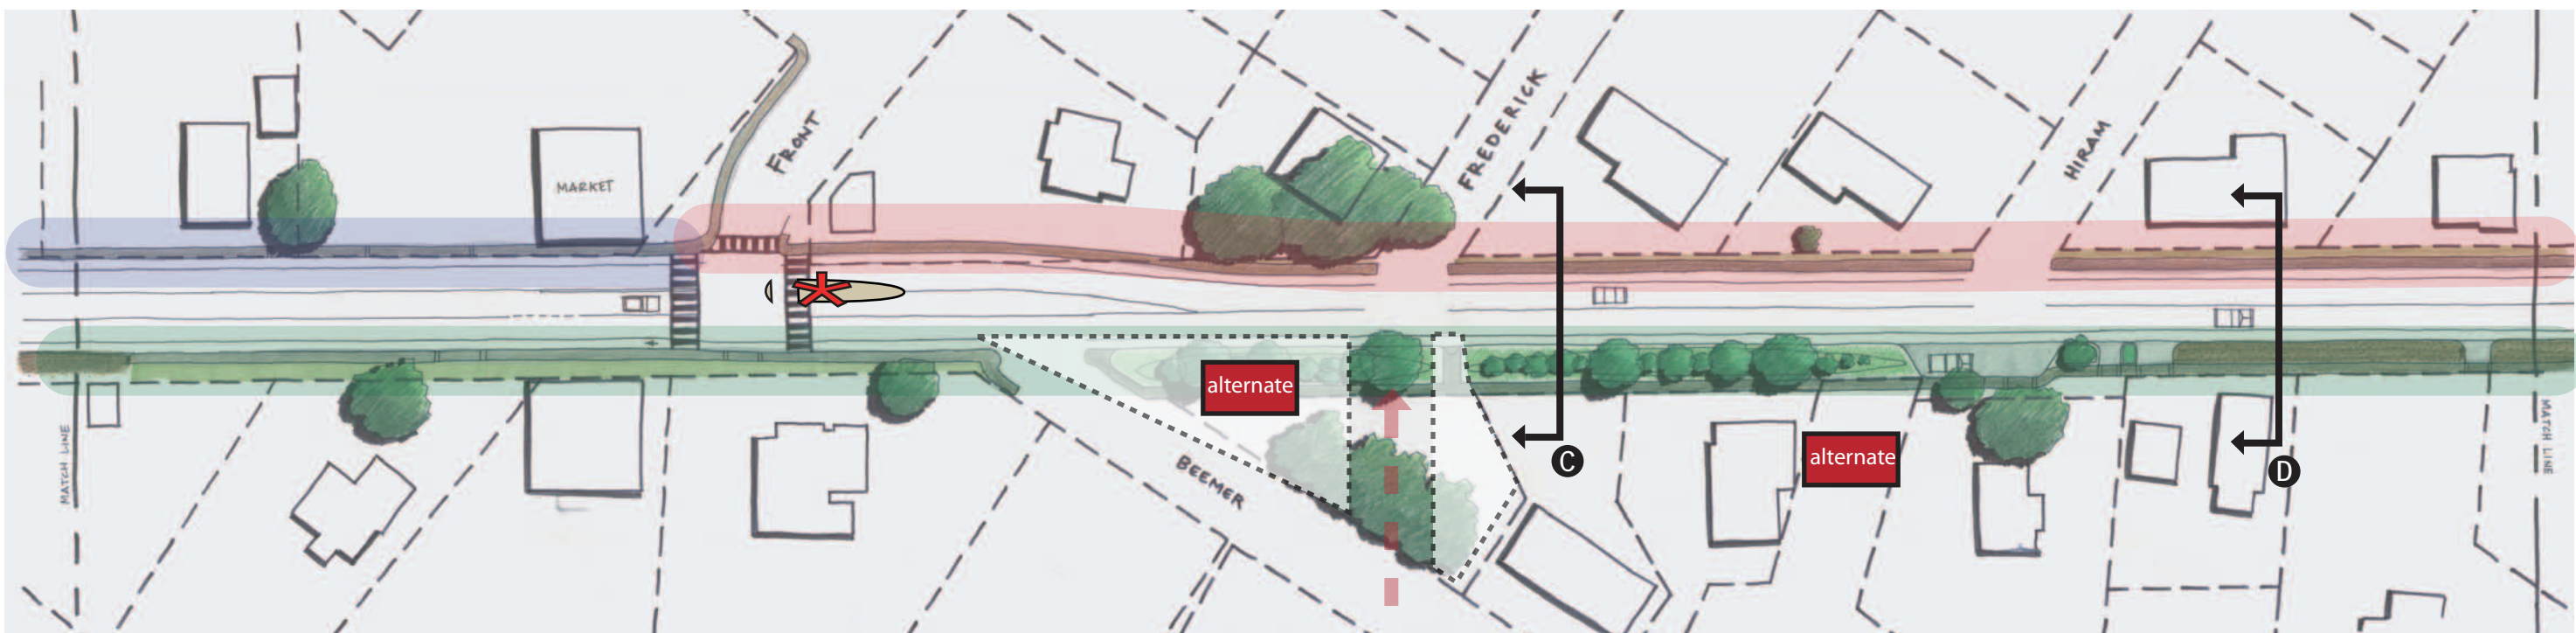 FRONT
FREDERICK
HIRAM
MARKET
alternate
alternate
BEEMER
C
D
MATCH LINE
MATCH LINE